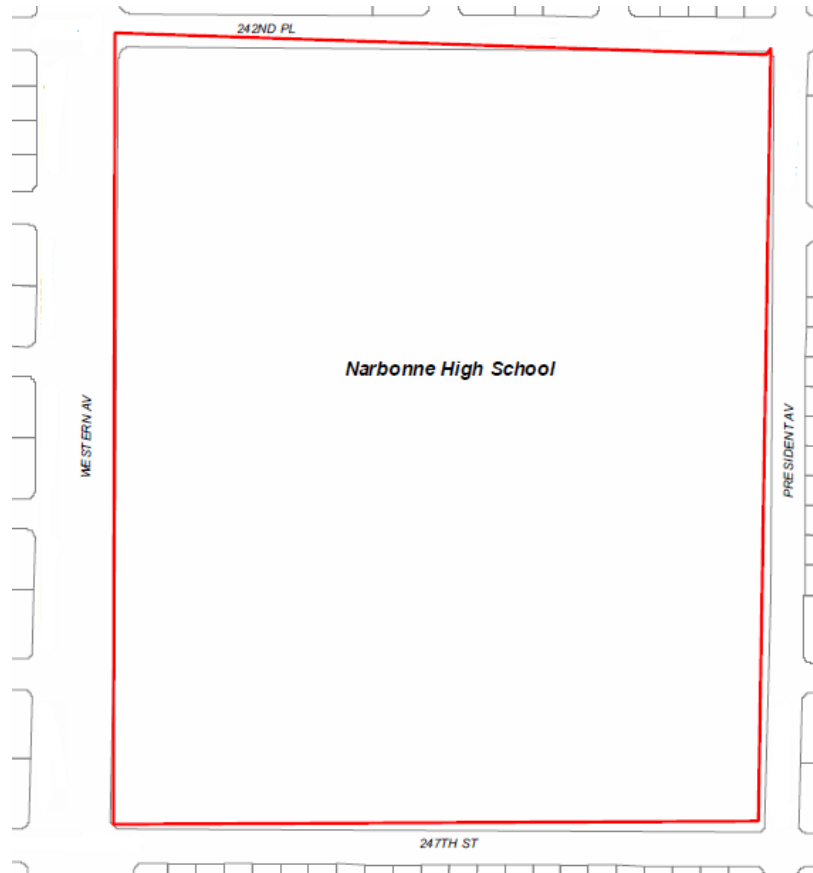 242ND PL
Narbonne High School
WESTERN AV
PRESIDENT AV
247TH ST